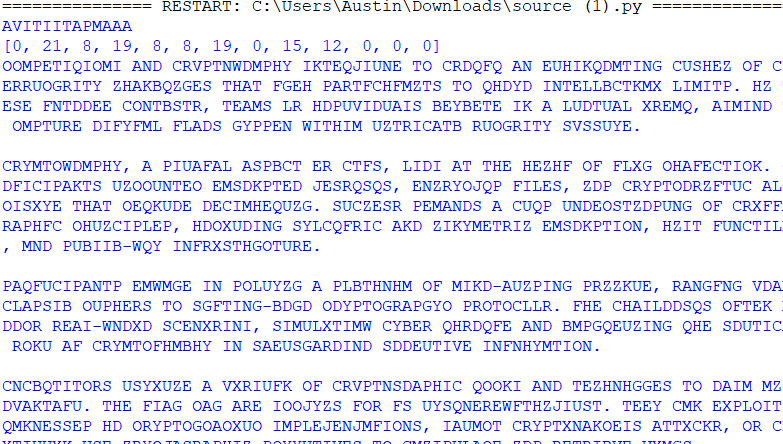 =============== RESTART: C:\Users\Austin\Downloads\source (1).py =============
AVITIITAPMAAA
[0, 21, 8, 19, 8, 8, 19, 0, 15, 12, 0, 0, 0]
OOMPETIQIOMI AND CRVPTNWDMPHY IKTEQJIUNE TO CRDQFQ AN EUHIKQDMTING CUSHEZ OF C
ERRUOGRITY ZHAKBQZGES THAT FGEH PARTFCHFMZTS TO QHDYD INTELLBCTKMX LIMITP. HZ
ESE FNTDDEE CONTBSTR, TEAMS LR HDPUVIDUAIS BEYBETE IK A LUDTUAL XREMQ, AIMIND
OMPTURE DIFYFML FLADS GYPPEN WITHIM UZTRICATB RUOGRITY SVSSUYE.
CRYMTOWDMPHY, A PIUAFAL ASPBCT ER CTFS, LIDI AT THE HEZHF OF FLXG OHAFECTIOK.
DFICIPAKTS UZOOUNTEO EMSDKPTED JESRQSQS, ENZRYOJQP FILES, ZDP CRYPTODRZFTUC AL
OISXYE THAT OEQKUDE DECIMHEQUZG. SUCZESR PEMANDS A CUQP UNDEOSTZDPUNG OF CRXFF
RAPHFC OHUZCIPLEP, HDOXUDING SYLCQFRIC AKD ZIKYMETRIZ EMSDKPTION, HZIT FUNCTIL
, MND PUBIIB-WQY INFRXSTHGOTURE.
PAQFUCIPANTP EMWMGE IN POLUYZG A PLBTHNHM OF MIKD-AUZPING PRZZKUE, RANGFNG VDA
CLAPSIB OUPHERS TO SGFTING-BDGD ODYPTOGRAPGYO PROTOCLLR. FHE CHAILDDSQS OFTEK
DDOR REAI-WNDXD SCENXRINI, SIMULXTIMW CYBER QHRDQFE AND BMPGQEUZING QHE SDUTIC
ROKU AF CRYMTOFHMBHY IN SAEUSGARDIND SDDEUTIVE INFNHYMTION.
CNCBQTITORS USYXUZE A VXRIUFK OF CRVPTNSDAPHIC QOOKI AND TEZHNHGGES TO DAIM MZ
DVAKTAFU. THE FIAG OAG ARE IOOJYZS FOR FS UYSQNEREWFTHZJIUST. TEEY CMK EXPLOIT
QMKNESSEP HD ORYPTOGOAOXUO IMPLEJENJMFIONS, IAUMOT CRYPTXNAKOEIS ATTXCKR, OR C